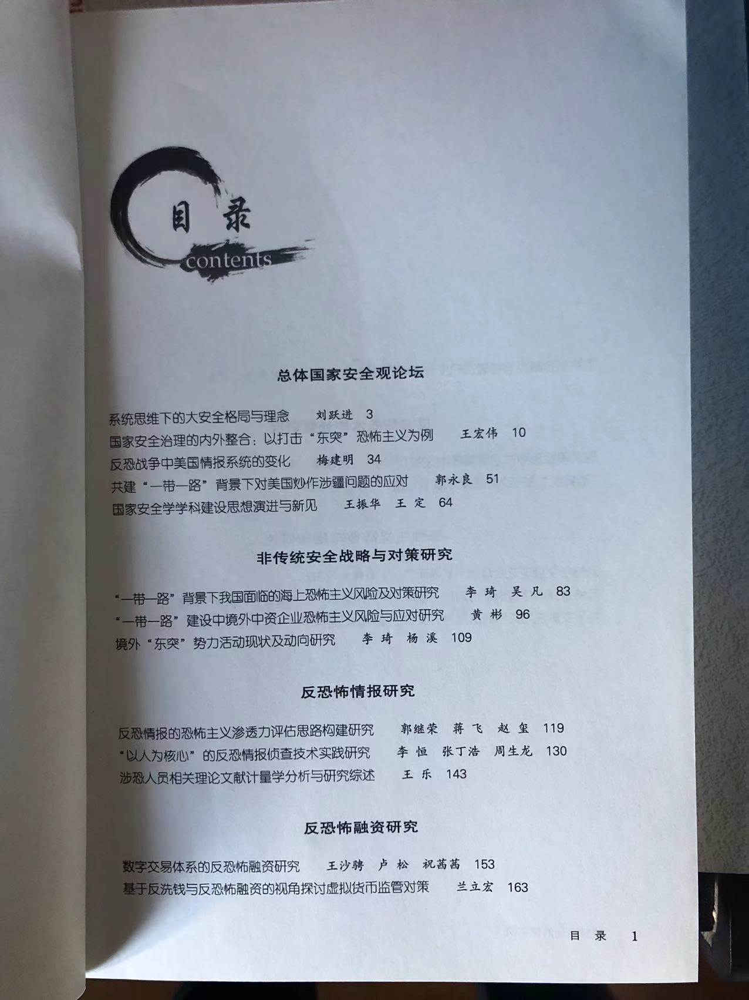 目 录
contents
总体国家安全观论坛
系统思维下的大安全格局与理念 刘跃进 3
国家安全治理的内外整合：以打击“东突”恐怖主义为例 王宏伟 10
反恐战争中美国情报系统的变化 梅建明 34
共建“一带一路”背景下对美国炒作涉疆问题的应对 郭永良 51
国家安全学学科建设思想演进与新见 王振华 王 定 64
非传统安全战略与对策研究
“一带一路”背景下我国面临的海上恐怖主义风险及对策研究 李 琦 吴 凡 83
“一带一路”建设中境外中资企业恐怖主义风险与应对研究 黄 彬 96
境外“东突”势力活动现状及动向研究 李 琦 杨 溪 109
反恐怖情报研究
反恐情报的恐怖主义渗透力评估思路构建研究 郭继荣 蒋 飞 赵 玺 119
“以人为核心”的反恐情报侦查技术实践研究 李 恒 张丁浩 周生龙 130
涉恐人员相关理论文献计量学分析与研究综述 王 乐 143
反恐怖融资研究
数字交易体系的反恐怖融资研究 王沙骋 卢 松 祝茜茜 153
基于反洗钱与反恐怖融资的视角探讨虚拟货币监管对策 兰立宏 163
目 录 1